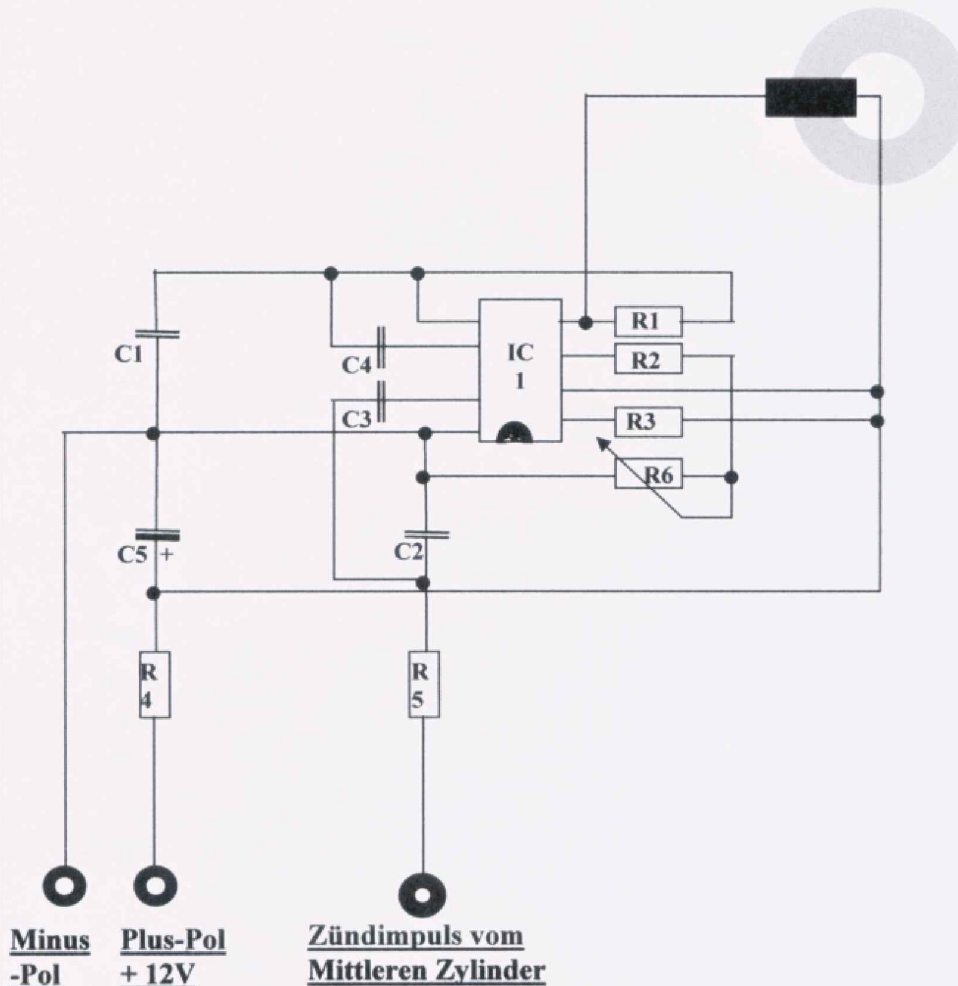 R1
IC
1
R2
C1
C4
C3
R3
R6
C5 +
C2
R
4
R
5
Minus
-Pol
Plus-Pol
+ 12V
Zündimpuls vom
Mittleren Zylinder